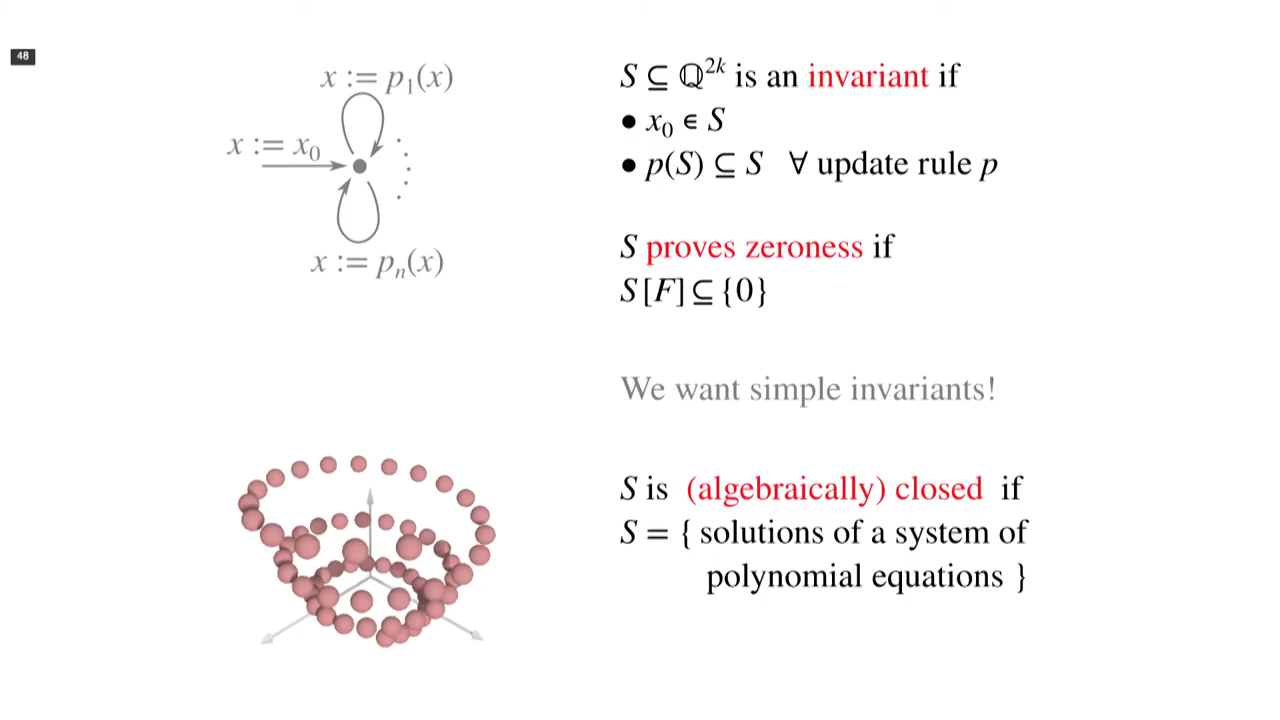 48
x := p₁(x)
x := x₀
x := pₙ(x)
S ⊆ ℚ²ᵏ is an invariant if
• x₀ ∈ S
• p(S) ⊆ S ∀ update rule p
S proves zeroness if
S[F] ⊆ {0}
We want simple invariants!
S is (algebraically) closed if
S = { solutions of a system of
polynomial equations }